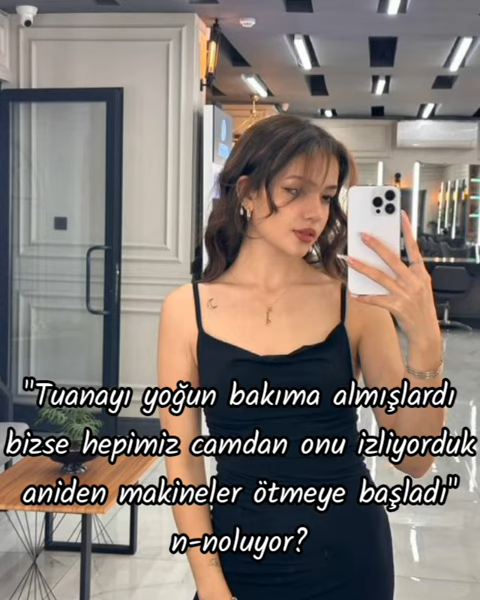 "Tuanayı yoğun bakıma almışlardı
bizse hepimiz camdan onu izliyorduk
aniden makineler ötmeye başladı"
n-noluyor?